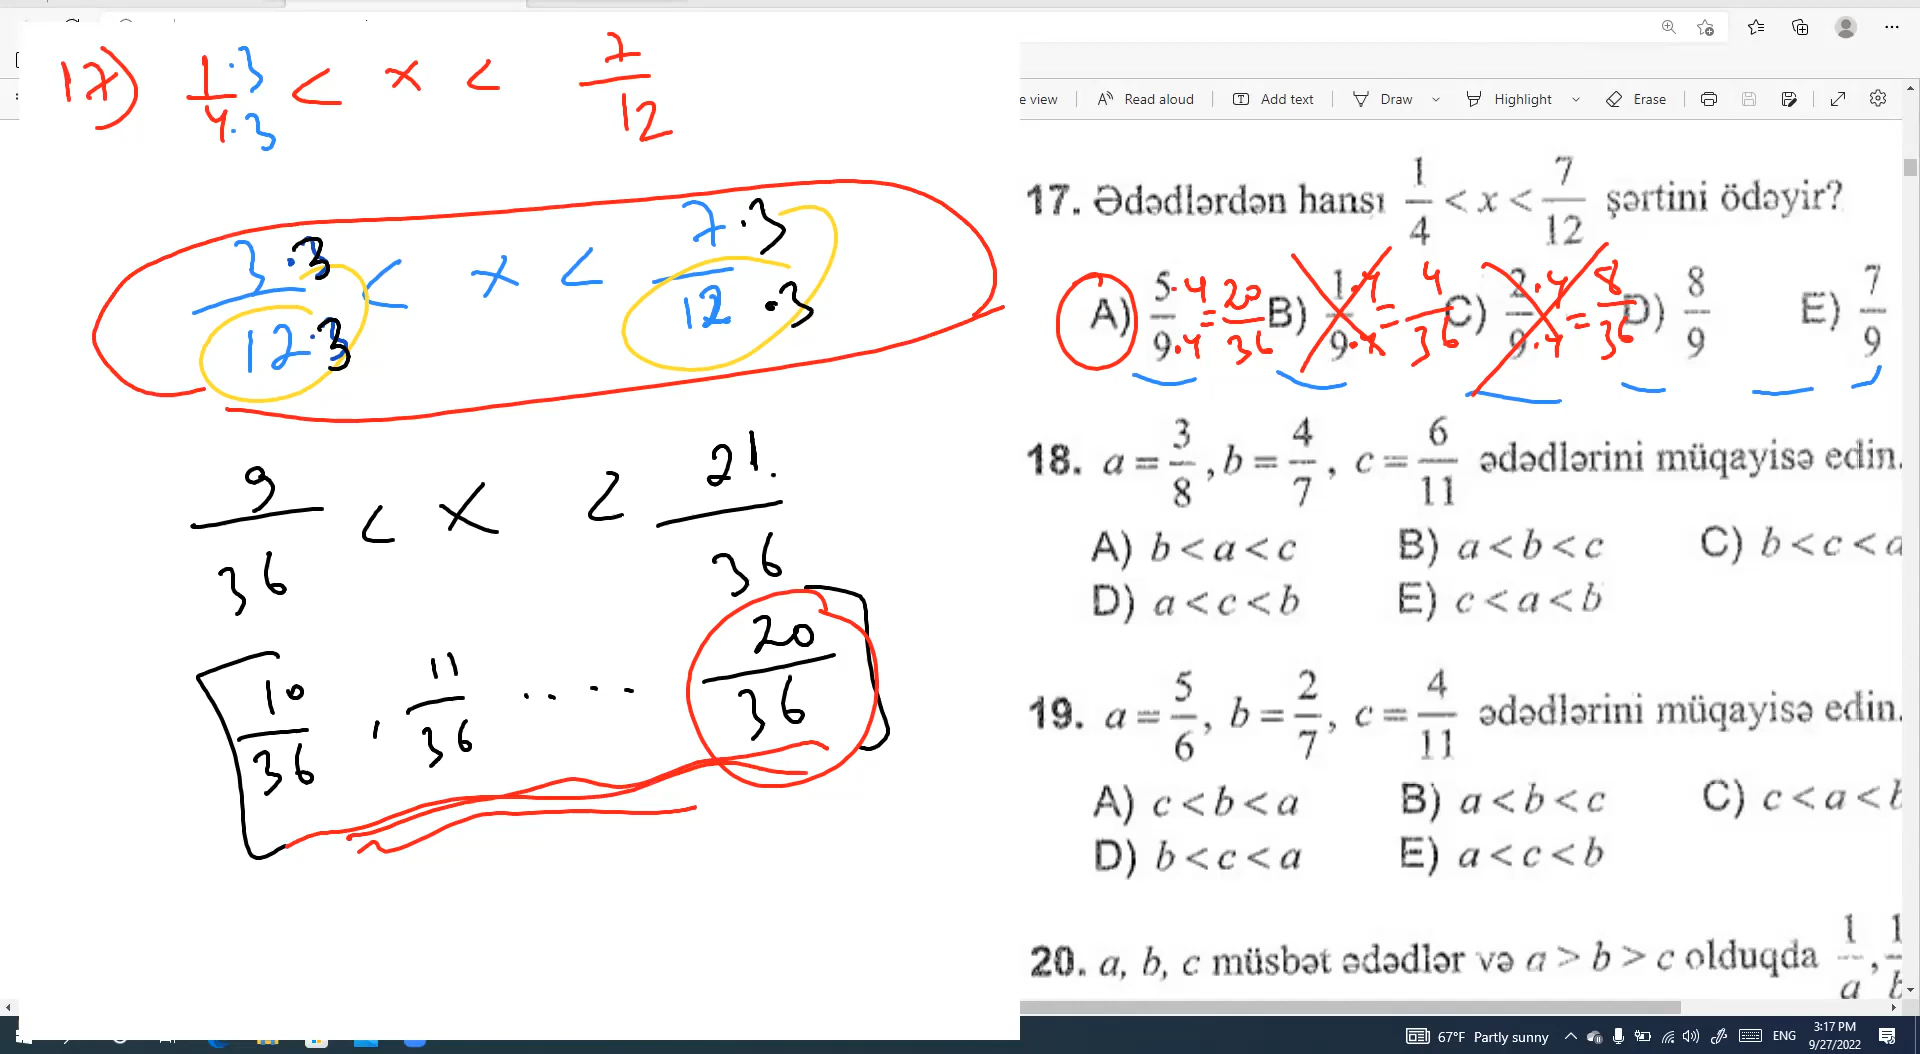 17) 1·3/4·3 < x < 7/12
3·3/12·3 < x < 7·3/12·3
9/36 < x < 21/36
10/36, 11/36 ..... 20/36
e view Read aloud Add text Draw Highlight Erase
17. Ədədlərdən hansı 1/4 < x < 7/12 şərtini ödəyir?
A) 5·4/9·4 = 20/36 B) 1·4/9·4 = 4/36 C) 2·4/9·4 = 8/36 D) 8/9 E) 7/9
18. a = 3/8, b = 4/7, c = 6/11 ədədlərini müqayisə edin.
A) b < a < c B) a < b < c C) b < c < a
D) a < c < b E) c < a < b
19. a = 5/6, b = 2/7, c = 4/11 ədədlərini müqayisə edin.
A) c < b < a B) a < b < c C) c < a < b
D) b < c < a E) a < c < b
20. a, b, c müsbət ədədlər və a > b > c olduqda 1/a, 1/b
67°F Partly sunny ENG 3:17 PM
9/27/2022